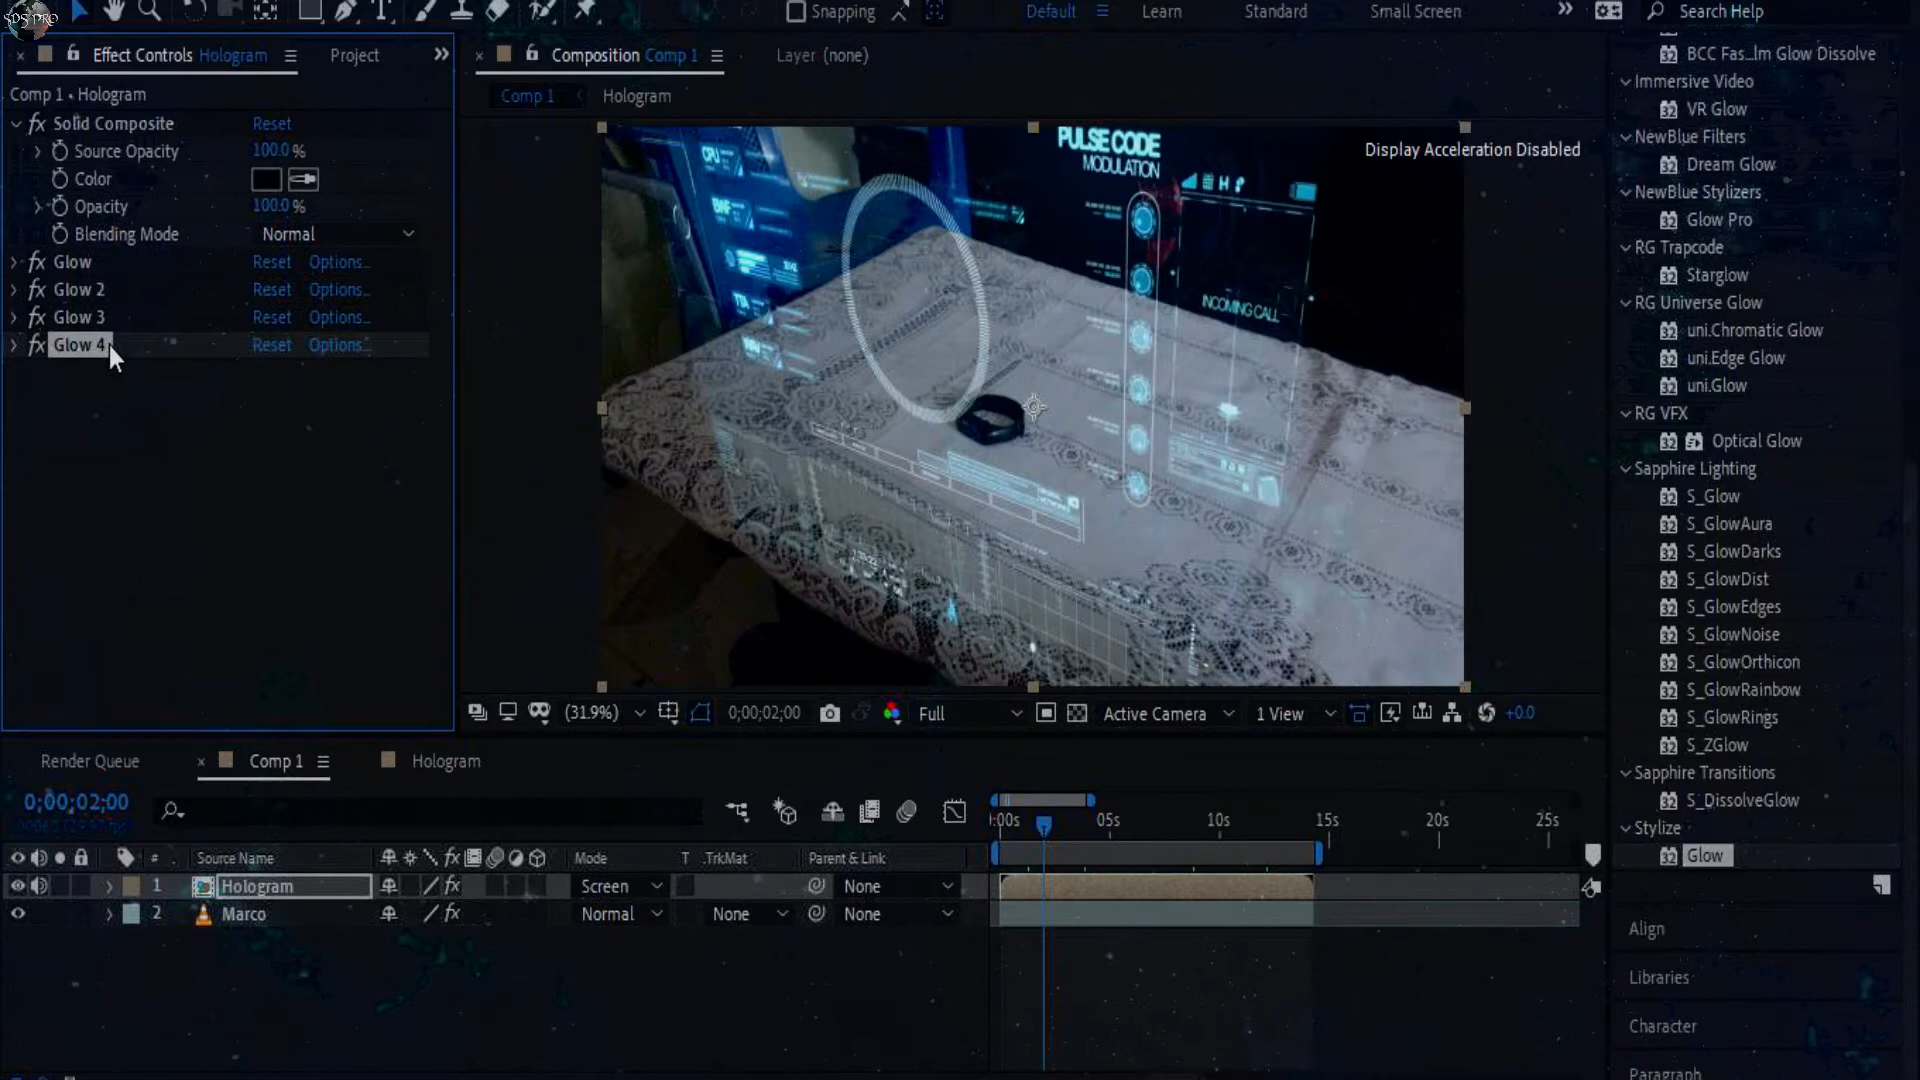 SPS PRO
Snapping
Default
Learn
Standard
Small Screen
Search Help
Effect Controls Hologram
Project
Composition Comp 1
Layer (none)
Comp 1 • Hologram
Comp 1
Hologram
Solid Composite
Reset
Source Opacity
100.0 %
Color
Opacity
100.0 %
Blending Mode
Normal
Glow
Reset
Options...
Glow 2
Reset
Options...
Glow 3
Reset
Options...
Glow 4
Reset
Options...
Display Acceleration Disabled
CPU
PULSE CODE
MODULATION
INCOMING CALL
(31.9%)
0;00;02;00
Full
Active Camera
1 View
+0.0
BCC Fas...lm Glow Dissolve
Immersive Video
VR Glow
NewBlue Filters
Dream Glow
NewBlue Stylizers
Glow Pro
RG Trapcode
Starglow
RG Universe Glow
uni.Chromatic Glow
uni.Edge Glow
uni.Glow
RG VFX
Optical Glow
Sapphire Lighting
S_Glow
S_GlowAura
S_GlowDarks
S_GlowDist
S_GlowEdges
S_GlowNoise
S_GlowOrthicon
S_GlowRainbow
S_GlowRings
S_ZGlow
Sapphire Transitions
S_DissolveGlow
Stylize
Glow
Align
Libraries
Character
Paragraph
Render Queue
Comp 1
Hologram
0;00;02;00
:00s
05s
10s
15s
20s
25s
#
Source Name
Mode
T
.TrkMat
Parent & Link
1
Hologram
Screen
None
2
Marco
Normal
None
None